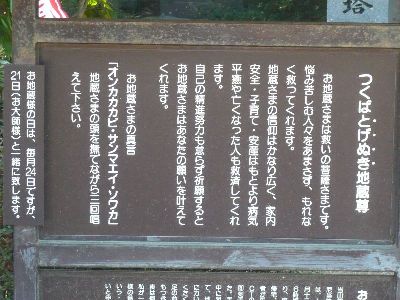 塔
つくばとげぬき地蔵尊
お地蔵さまは救いの菩薩さまです。
悩み苦しむ人々をあまさず、もれな
く救ってくれます。
地蔵さまの信仰はかなり広く、家内
安全・子育て・安産はもとより病気
平癒や亡くなった人も救済してくれ
ます。
自己の精進努力も怠らず祈願すると
お地蔵さまはあなたの願いを叶えて
くれます。
お地蔵さまの真言
「オンカカカビ・サンマエイ・ソワカ」
地蔵さまの頭を撫でながら三回唱
えて下さい。
お地蔵様の日は、毎月24日ですが、
21日(お大師様)と一緒に致します。